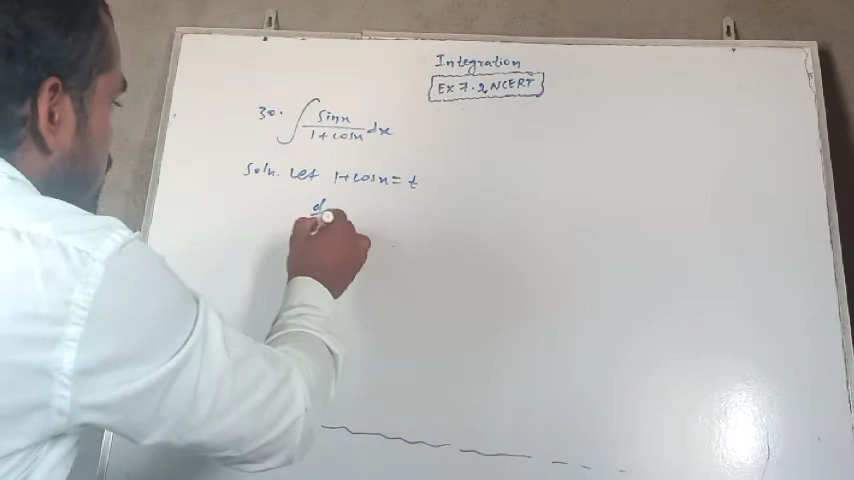 Integration
Ex 7.2 NCERT
30. ∫ sinx / 1+cosx dx
Soln. Let 1+cosx = t
d